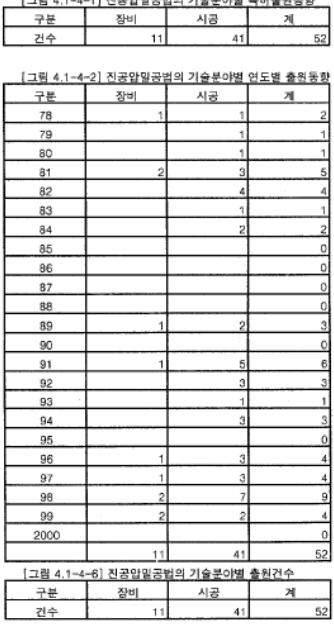 [그림 4.1-4-1] 진공압밀공법의 기술분야별 특허출원동향
구분 장비 시공 계
건수 11 41 52
[그림 4.1-4-2] 진공압밀공법의 기술분야별 연도별 출원동향
구분 장비 시공 계
78 1 1 2
79 1 1
80 1 1
81 2 3 5
82 4 4
83 1 1
84 2 2
85 0
86 0
87 0
88 0
89 1 2 3
90 0
91 1 5 6
92 3 3
93 1 1
94 3 3
95 0
96 1 3 4
97 1 3 4
98 2 7 9
99 2 2 4
2000 0
11 41 52
[그림 4.1-4-6] 진공압밀공법의 기술분야별 출원건수
구분 장비 시공 계
건수 11 41 52